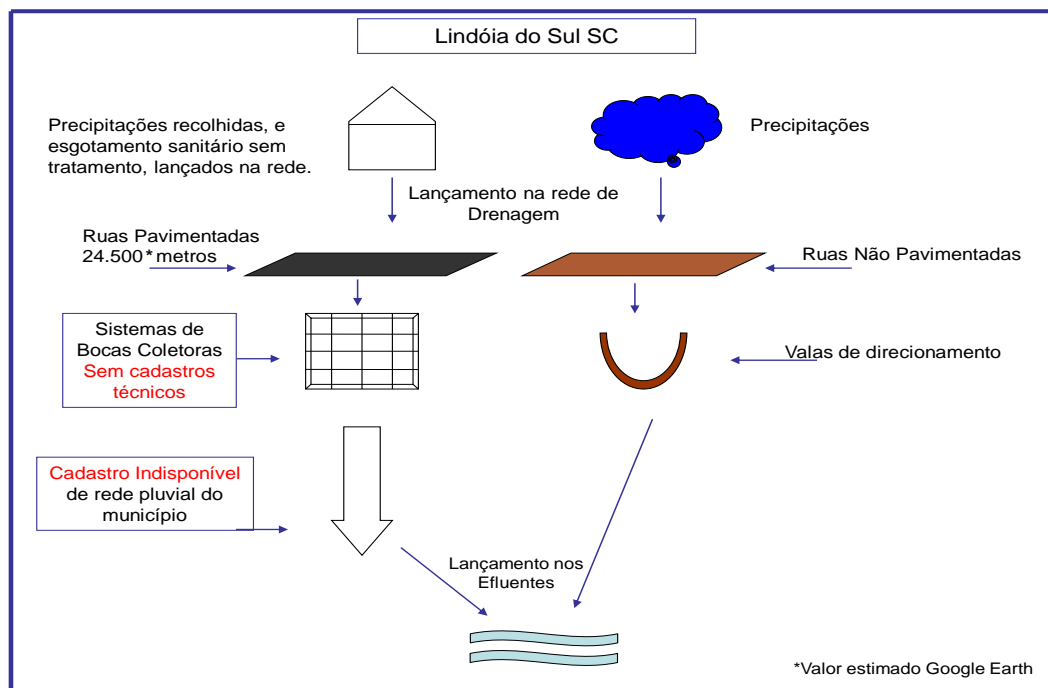 Lindóia do Sul SC
Precipitações recolhidas, e
esgotamento sanitário sem
tratamento, lançados na rede.
Precipitações
Lançamento na rede de
Drenagem
Ruas Pavimentadas
24.500* metros
Ruas Não Pavimentadas
Sistemas de
Bocas Coletoras
Sem cadastros
técnicos
Valas de direcionamento
Cadastro Indisponível
de rede pluvial do
município
Lançamento nos
Efluentes
*Valor estimado Google Earth